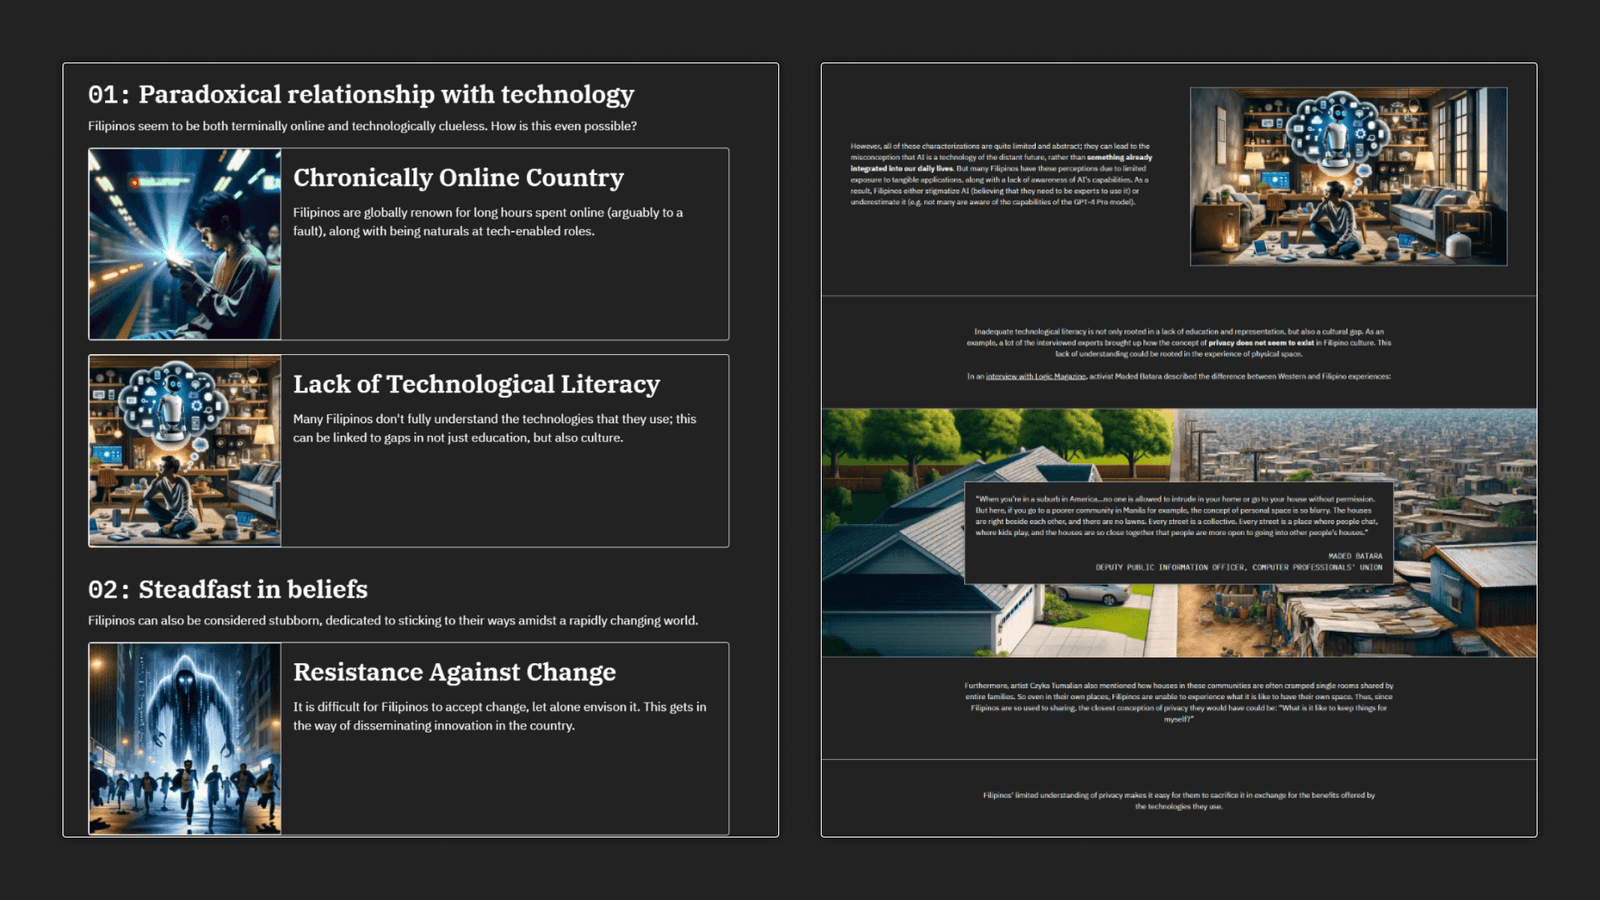 01: Paradoxical relationship with technology
Filipinos seem to be both terminally online and technologically clueless. How is this even possible?
Chronically Online Country
Filipinos are globally renown for long hours spent online (arguably to a
fault), along with being naturals at tech-enabled roles.
Lack of Technological Literacy
Many Filipinos don't fully understand the technologies that they use; this
can be linked to gaps in not just education, but also culture.
02: Steadfast in beliefs
Filipinos can also be considered stubborn, dedicated to sticking to their ways amidst a rapidly changing world.
Resistance Against Change
It is difficult for Filipinos to accept change, let alone envison it. This gets in
the way of disseminating innovation in the country.
However, all of these characterizations are quite limited and abstract; they can lead to the
misconception that AI is a technology of the distant future, rather than something already
integrated into our daily lives. But many Filipinos have these perceptions due to limited
exposure to tangible applications, along with a lack of awareness of AI's capabilities. As a
result, Filipinos either stigmatize AI (believing that they need to be experts to use it) or
underestimate it (e.g. not many are aware of the capabilities of the GPT-4 Pro model).
Inadequate technological literacy is not only rooted in a lack of education and representation, but also a cultural gap. As an
example, a lot of the interviewed experts brought up how the concept of privacy does not seem to exist in Filipino culture. This
lack of understanding could be rooted in the experience of physical space.
In an interview with Logic Magazine, activist Maded Batara described the difference between Western and Filipino experiences:
"When you're in a suburb in America...no one is allowed to intrude in your home or go to your house without permission.
But here, if you go to a poorer community in Manila for example, the concept of personal space is so blurry. The houses
are right beside each other, and there are no lawns. Every street is a collective. Every street is a place where people chat,
where kids play, and the houses are so close together that people are more open to going into other people's houses."
MADED BATARA
DEPUTY PUBLIC INFORMATION OFFICER, COMPUTER PROFESSIONALS' UNION
Furthermore, artist Czyka Tumalian also mentioned how houses in these communities are often cramped single rooms shared by
entire families. So even in their own places, Filipinos are unable to experience what it is like to have their own space. Thus, since
Filipinos are so used to sharing, the closest conception of privacy they would have could be: "What is it like to keep things for
myself?"
Filipinos' limited understanding of privacy makes it easy for them to sacrifice it in exchange for the benefits offered by
the technologies they use.